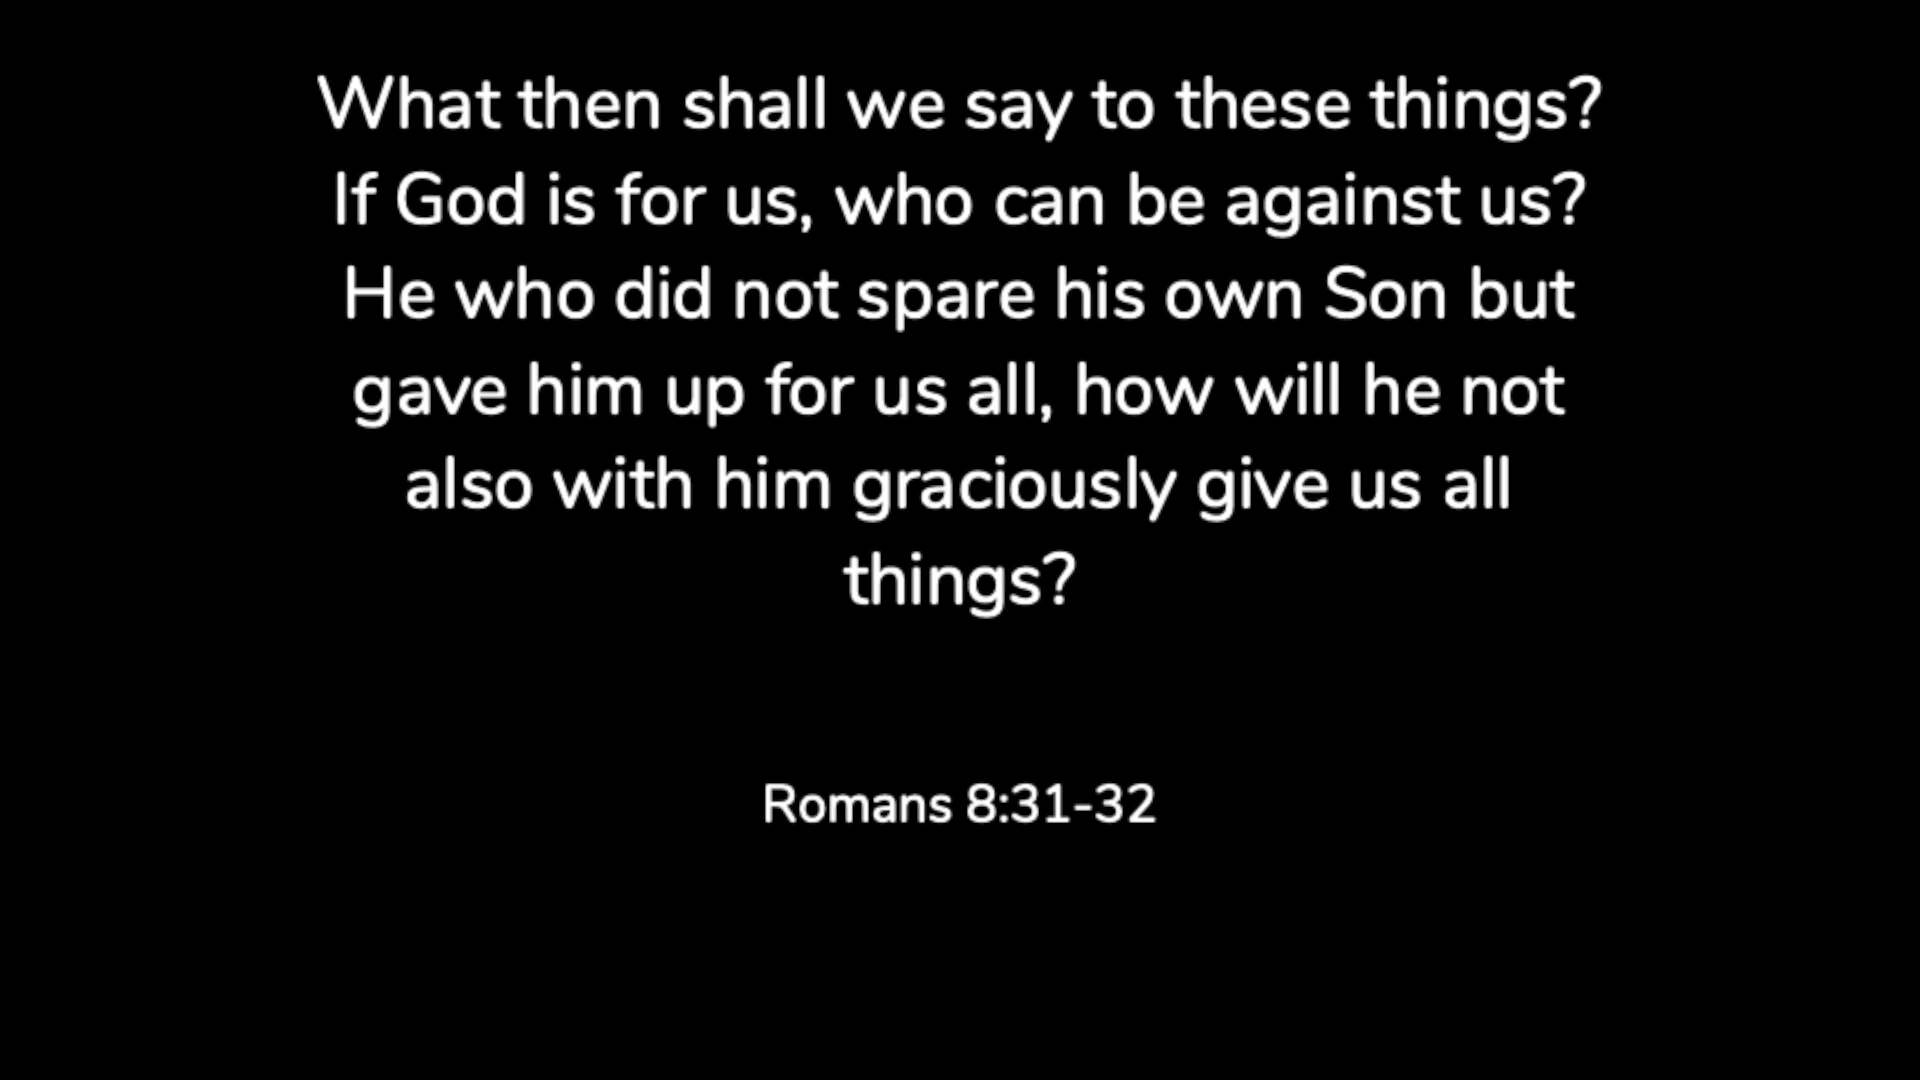 What then shall we say to these things?
If God is for us, who can be against us?
He who did not spare his own Son but
gave him up for us all, how will he not
also with him graciously give us all
things?
Romans 8:31-32